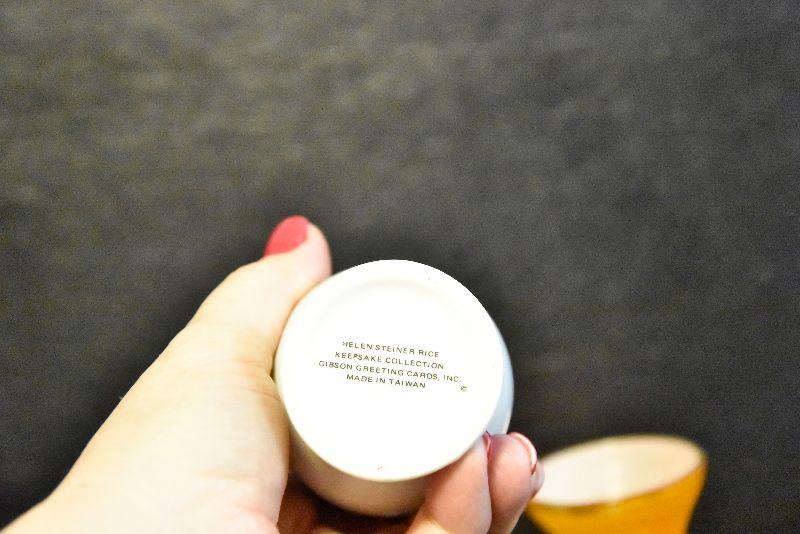 HELEN STEINER RICE
KEEPSAKE COLLECTION
GIBSON GREETING CARDS, INC.
MADE IN TAIWAN ©